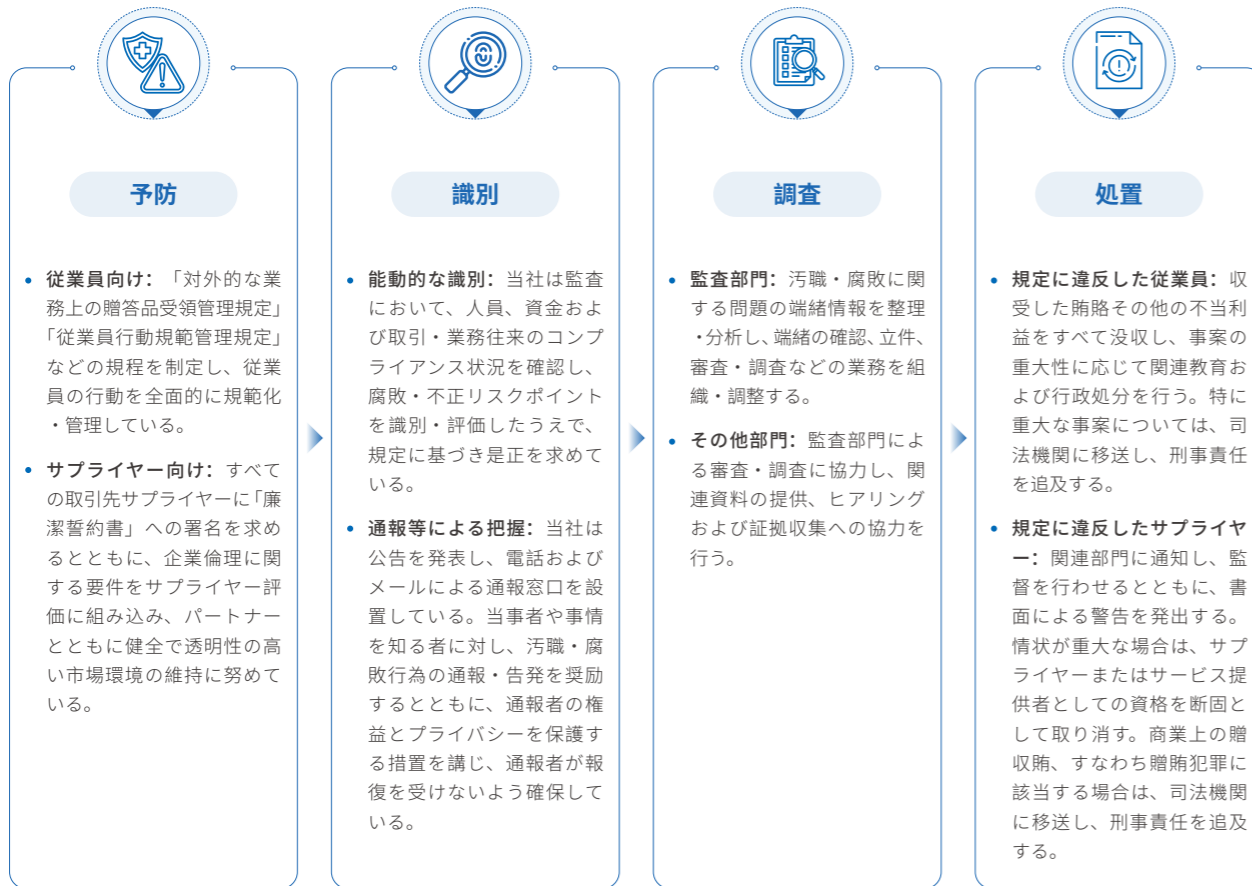 予防
• 従業員向け：「対外的な業
務上の贈答品受領管理規定」
「従業員行動規範管理規定」
などの規程を制定し、従業
員の行動を全面的に規範化
・管理している。
• サプライヤー向け：すべて
の取引先サプライヤーに「廉
潔誓約書」への署名を求め
るとともに、企業倫理に関
する要件をサプライヤー評
価に組み込み、パートナー
とともに健全で透明性の高
い市場環境の維持に努めて
いる。
識別
• 能動的な識別：当社は監査
において、人員、資金およ
び取引・業務往来のコンプ
ライアンス状況を確認し、
腐敗・不正リスクポイント
を識別・評価したうえで、
規定に基づき是正を求めて
いる。
• 通報等による把握：当社は
公告を発表し、電話および
メールによる通報窓口を設
置している。当事者や事情
を知る者に対し、汚職・腐
敗行為の通報・告発を奨励
するとともに、通報者の権
益とプライバシーを保護す
る措置を講じ、通報者が報
復を受けないよう確保して
いる。
調査
• 監査部門：汚職・腐敗に関
する問題の端緒情報を整理
・分析し、端緒の確認、立件、
審査・調査などの業務を組
織・調整する。
• その他部門：監査部門によ
る審査・調査に協力し、関
連資料の提供、ヒアリング
および証拠収集への協力を
行う。
処置
• 規定に違反した従業員：収
受した賄賂その他の不当利
益をすべて没収し、事案の
重大性に応じて関連教育お
よび行政処分を行う。特に
重大な事案については、司
法機関に移送し、刑事責任
を追及する。
• 規定に違反したサプライヤ
ー：関連部門に通知し、監
督を行わせるとともに、書
面による警告を発出する。
情状が重大な場合は、サプ
ライヤーまたはサービス提
供者としての資格を断固と
して取り消す。商業上の贈
収賄、すなわち贈賄犯罪に
該当する場合は、司法機関
に移送し、刑事責任を追及
する。